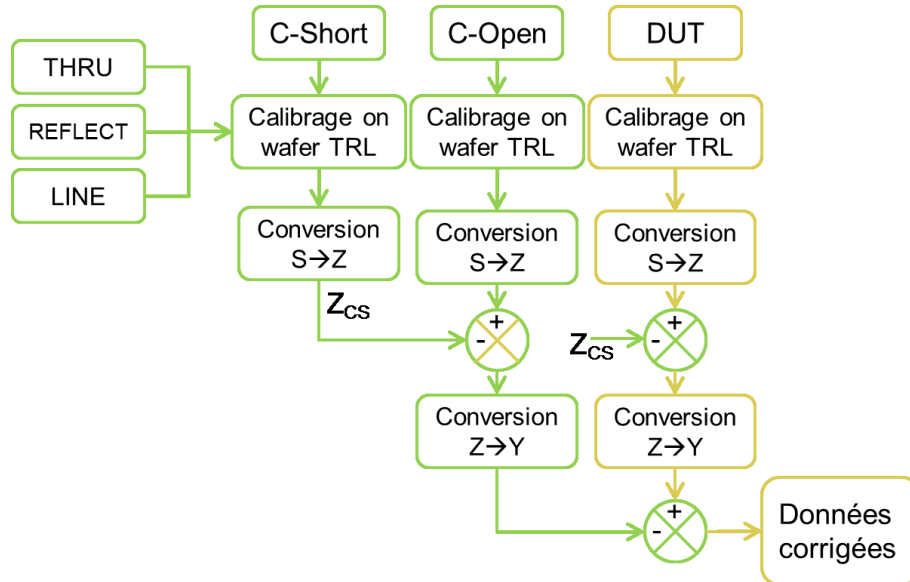 C-Short
C-Open
DUT
THRU
REFLECT
LINE
Calibrage on
wafer TRL
Calibrage on
wafer TRL
Calibrage on
wafer TRL
Conversion
S→Z
Conversion
S→Z
Conversion
S→Z
Zcs
+
-
Zcs
+
-
Conversion
Z→Y
Conversion
Z→Y
+
-
Données
corrigées